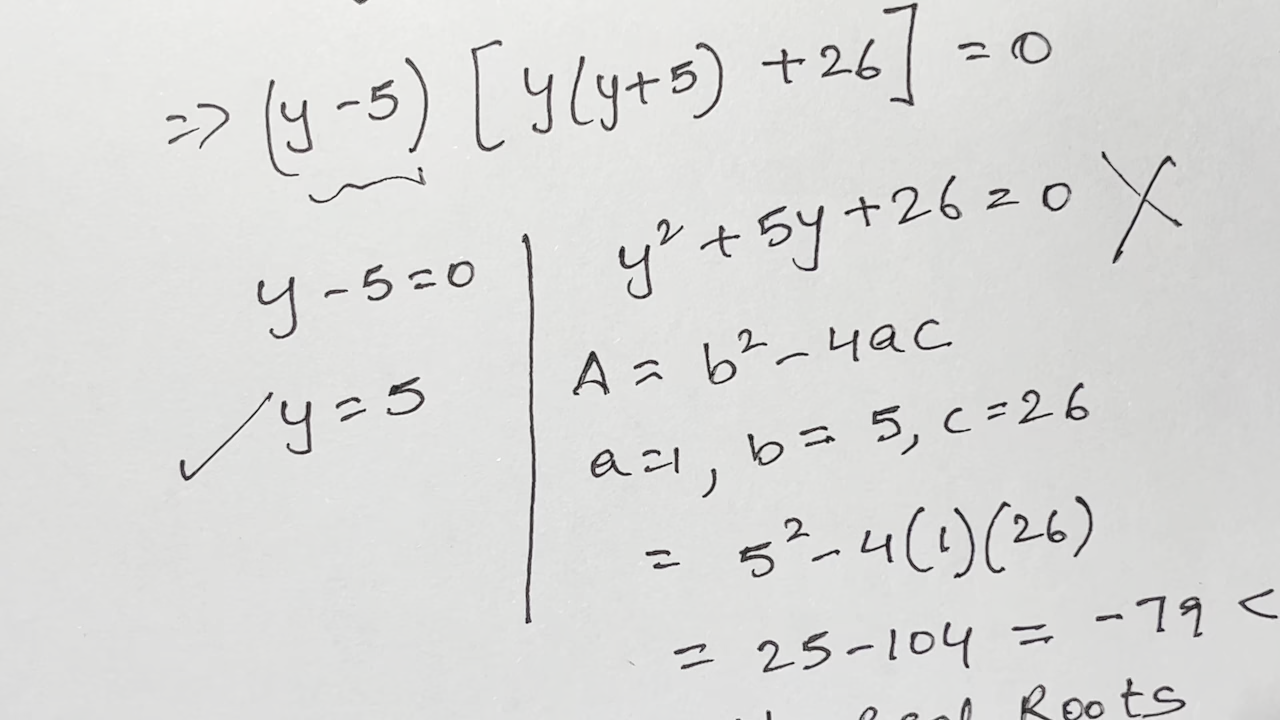 => (y-5) [y(y+5) +26] = 0
y - 5 = 0
y = 5
y² + 5y + 26 = 0
A = b² - 4ac
a=1, b = 5, c = 26
= 5² - 4(1)(26)
= 25 - 104 = -79 <
Real Roots